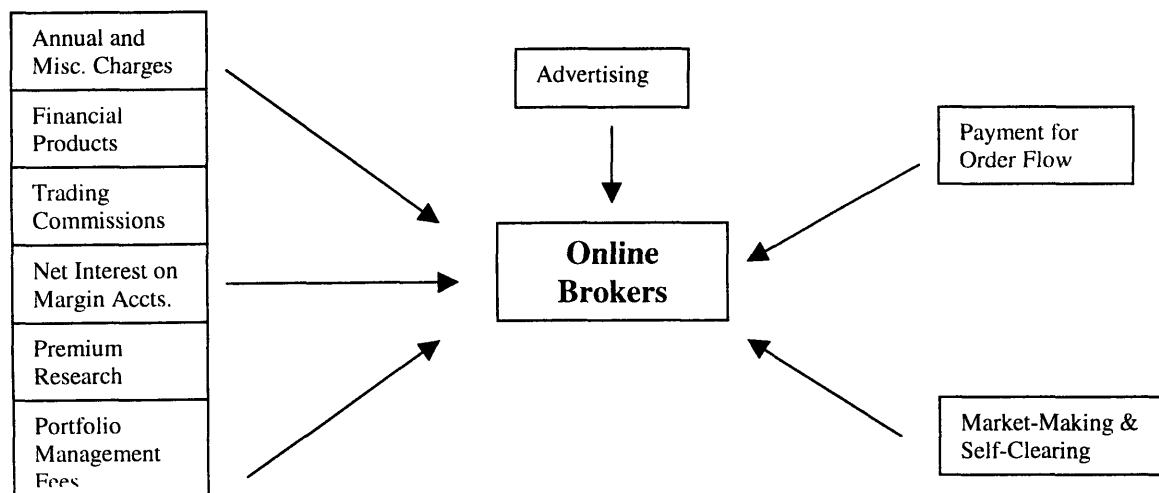 Annual and
Misc. Charges
Financial
Products
Trading
Commissions
Net Interest on
Margin Accts.
Premium
Research
Portfolio
Management
Fees
Advertising
Online
Brokers
Payment for
Order Flow
Market-Making &
Self-Clearing